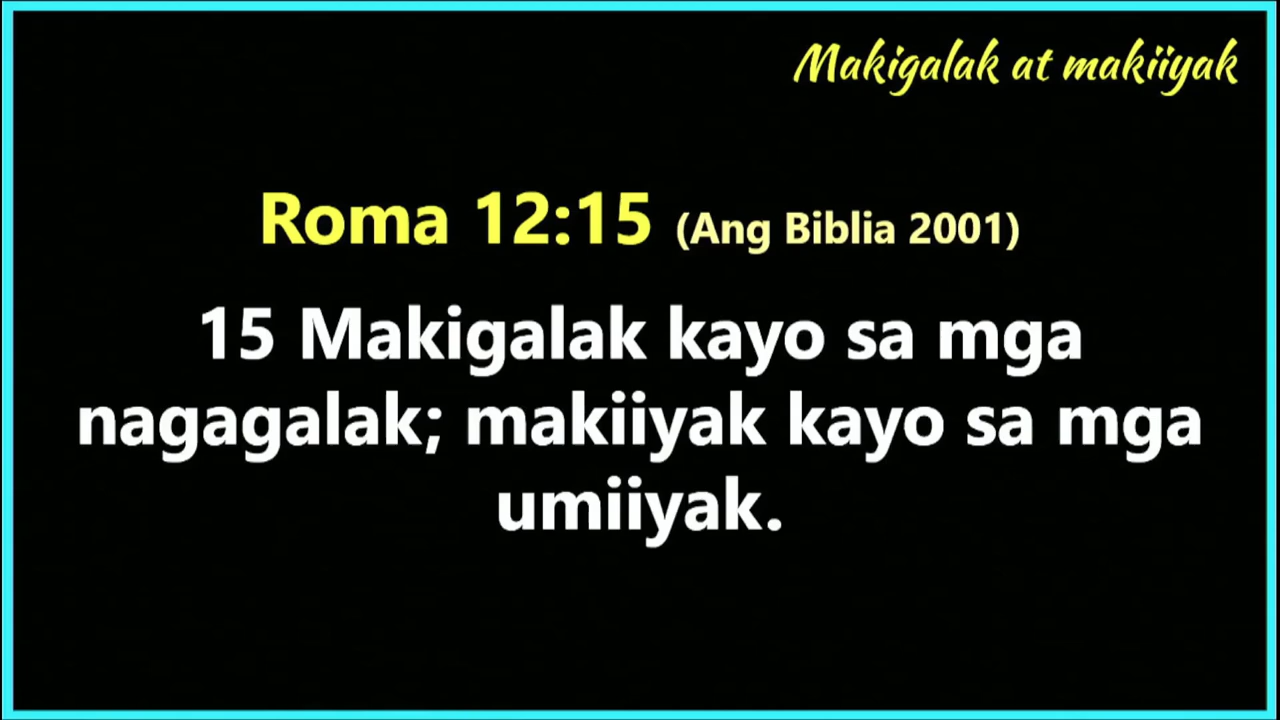 Makigalak at makiiyak
Roma 12:15 (Ang Biblia 2001)
15 Makigalak kayo sa mga
nagagalak; makiiyak kayo sa mga
umiiyak.